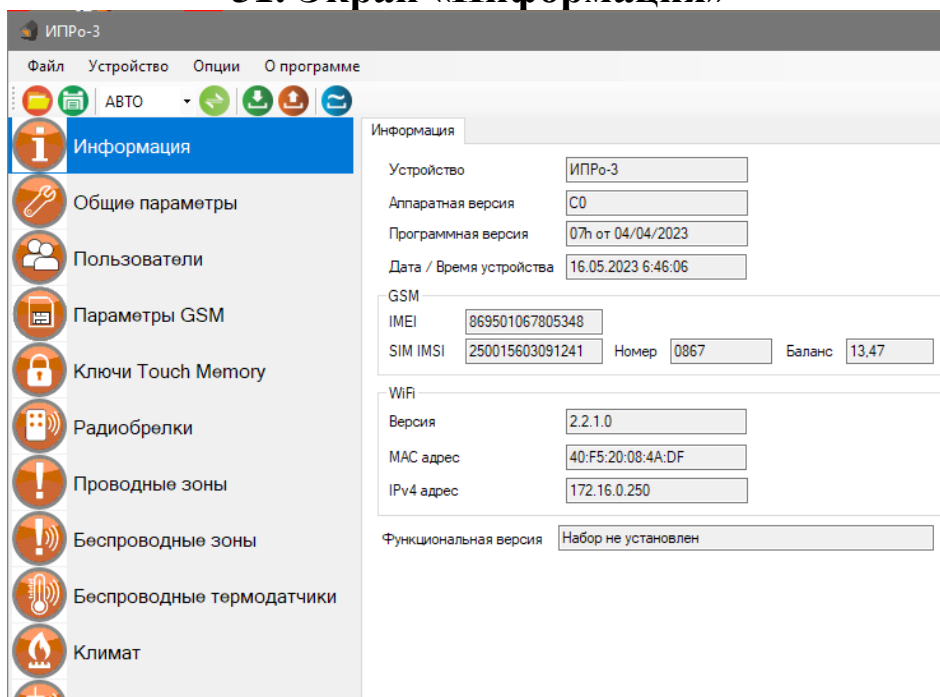 31. Экран «Информация»
ИПРо-3
Файл Устройство Опции О программе
АВТО
Информация
Общие параметры
Пользователи
Параметры GSM
Ключи Touch Memory
Радиобрелки
Проводные зоны
Беспроводные зоны
Беспроводные термодатчики
Климат
Информация
Устройство ИПРо-3
Аппаратная версия C0
Программная версия 07h от 04/04/2023
Дата / Время устройства 16.05.2023 6:46:06
GSM
IMEI 869501067805348
SIM IMSI 250015603091241 Номер 0867 Баланс 13,47
WiFi
Версия 2.2.1.0
MAC адрес 40:F5:20:08:4A:DF
IPv4 адрес 172.16.0.250
Функциональная версия Набор не установлен